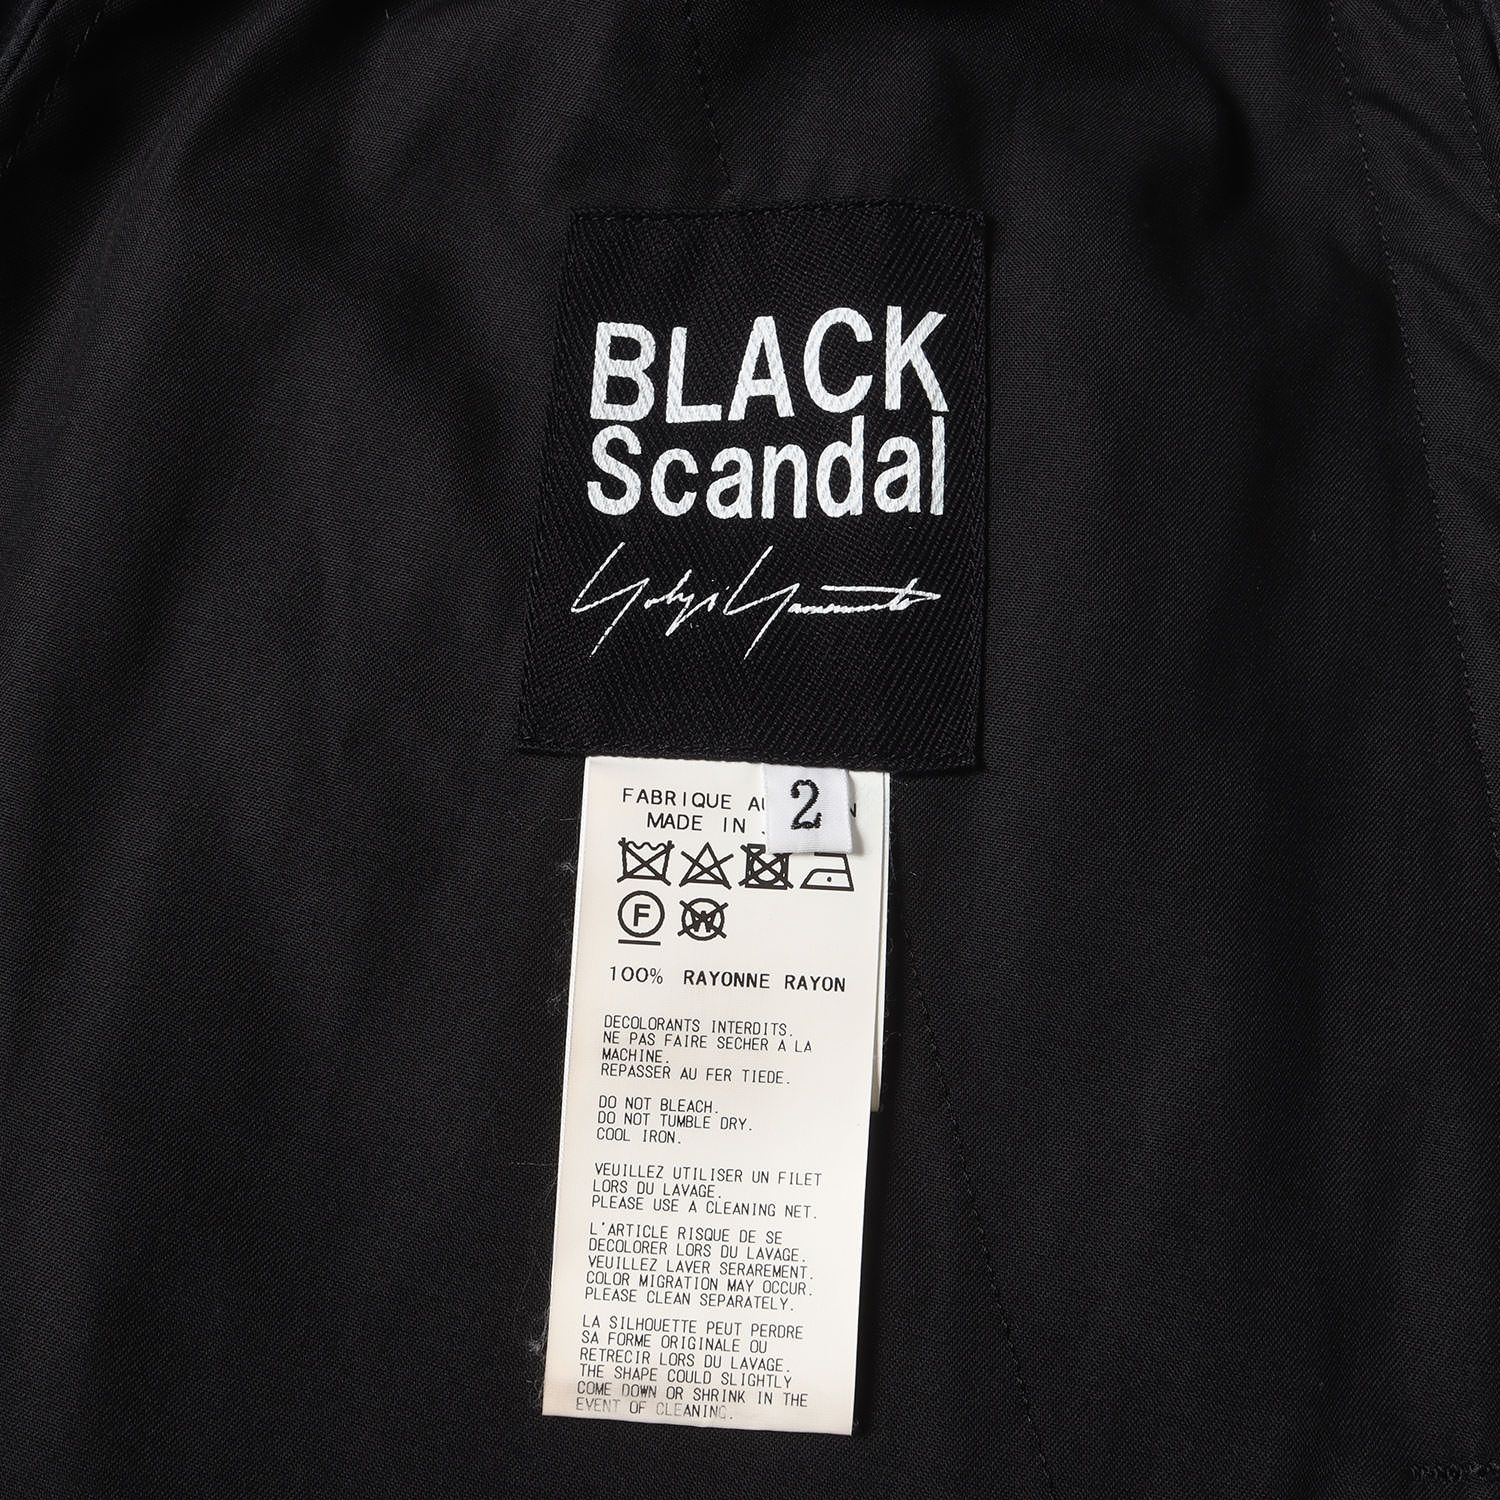 BLACK
Scandal
Yohji Yamamoto
2
FABRIQUE AU
MADE IN
F
W
100% RAYONNE RAYON
DECOLORANTS INTERDITS.
NE PAS FAIRE SECHER A LA
MACHINE.
REPASSER AU FER TIEDE.
DO NOT BLEACH.
DO NOT TUMBLE DRY.
COOL IRON.
VEUILLEZ UTILISER UN FILET
LORS DU LAVAGE.
PLEASE USE A CLEANING NET.
L'ARTICLE RISQUE DE SE
DECOLORER LORS DU LAVAGE.
VEUILLEZ LAVER SERAREMENT.
COLOR MIGRATION MAY OCCUR.
PLEASE CLEAN SEPARATELY.
LA SILHOUETTE PEUT PERDRE
SA FORME ORIGINALE OU
RETRECIR LORS DU LAVAGE.
THE SHAPE COULD SLIGHTLY
COME DOWN OR SHRINK IN THE
EVENT OF CLEANING.